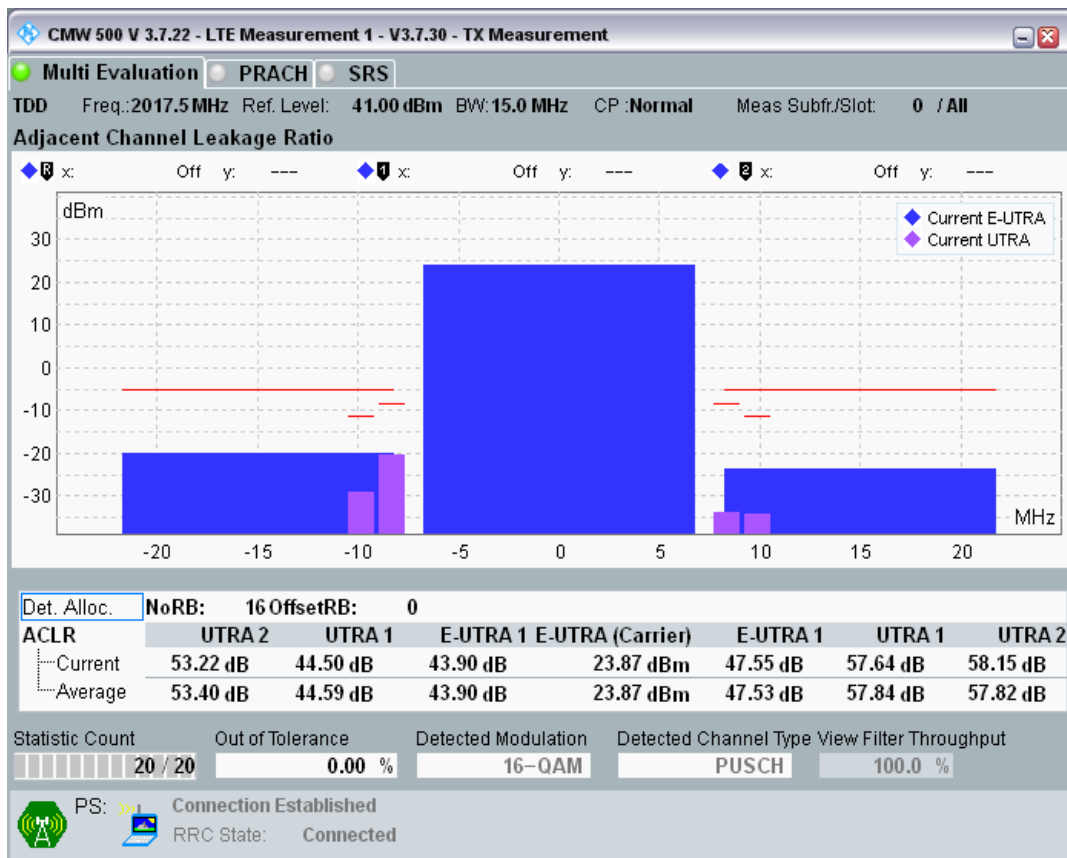 CMW 500 V 3.7.22 - LTE Measurement 1 - V3.7.30 - TX Measurement
Multi Evaluation PRACH SRS
TDD Freq.:2017.5 MHz Ref. Level: 41.00 dBm BW:15.0 MHz CP :Normal Meas Subfr./Slot: 0 / All
Adjacent Channel Leakage Ratio
R x: Off y: --- 1 x: Off y: --- 2 x: Off y: ---
dBm
Current E-UTRA
Current UTRA
30
20
10
0
-10
-20
-30
MHz
-20 -15 -10 -5 0 5 10 15 20
Det. Alloc. NoRB: 16 OffsetRB: 0
ACLR UTRA 2 UTRA 1 E-UTRA 1 E-UTRA (Carrier) E-UTRA 1 UTRA 1 UTRA 2
Current 53.22 dB 44.50 dB 43.90 dB 23.87 dBm 47.55 dB 57.64 dB 58.15 dB
Average 53.40 dB 44.59 dB 43.90 dB 23.87 dBm 47.53 dB 57.84 dB 57.82 dB
Statistic Count Out of Tolerance Detected Modulation Detected Channel Type View Filter Throughput
20 / 20 0.00 % 16-QAM PUSCH 100.0 %
PS: Connection Established
RRC State: Connected